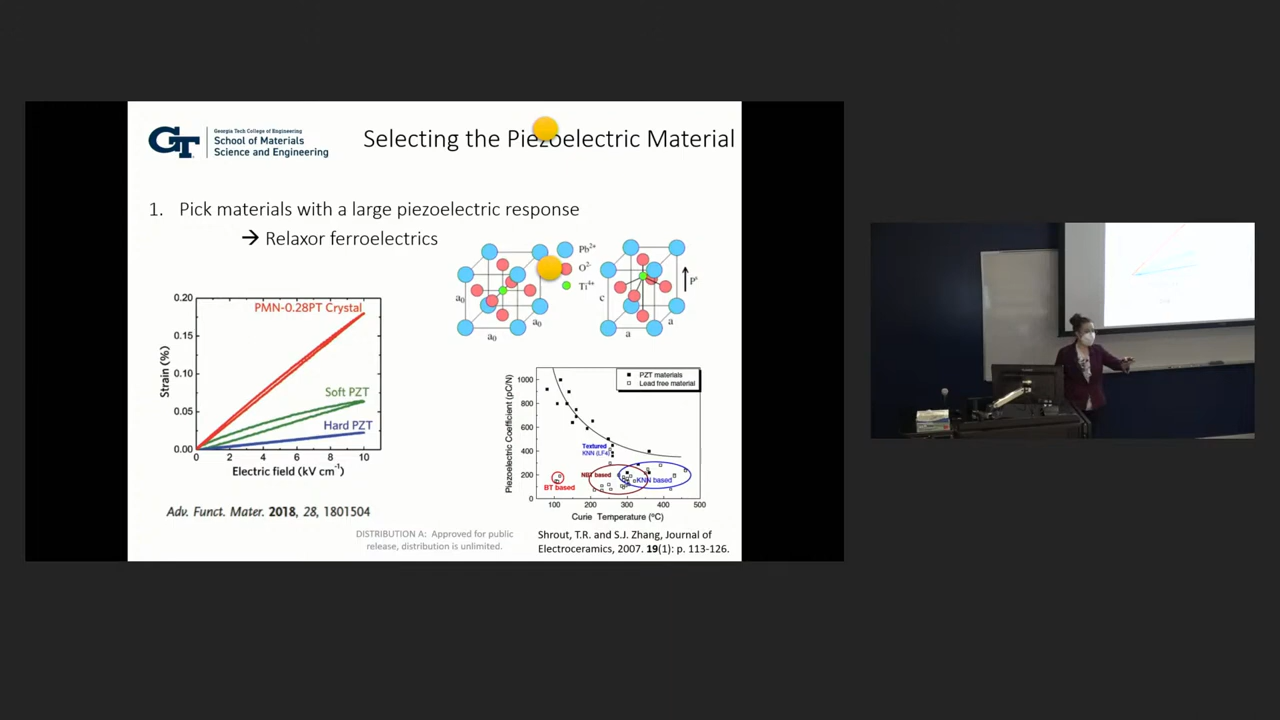 Georgia Tech College of Engineering
School of Materials
Science and Engineering
GT
Selecting the Piezoelectric Material
1. Pick materials with a large piezoelectric response
→ Relaxor ferroelectrics
Pb²⁺
O²⁻
Ti⁴⁺
a₀
a₀
a₀
c
a
a
Pˢ
0.20
0.15
0.10
0.05
0.00
Strain (%)
PMN-0.28PT Crystal
Soft PZT
Hard PZT
0 2 4 6 8 10
Electric field (kV cm⁻¹)
Adv. Funct. Mater. 2018, 28, 1801504
PZT materials
Lead free material
1000
800
600
400
200
0
Piezoelectric Coefficient (pC/N)
Textured
KNN (LF4)
NBT based
KNN based
BT based
100 200 300 400 500
Curie Temperature (°C)
DISTRIBUTION A: Approved for public
release, distribution is unlimited.
Shrout, T.R. and S.J. Zhang, Journal of
Electroceramics, 2007. 19(1): p. 113-126.